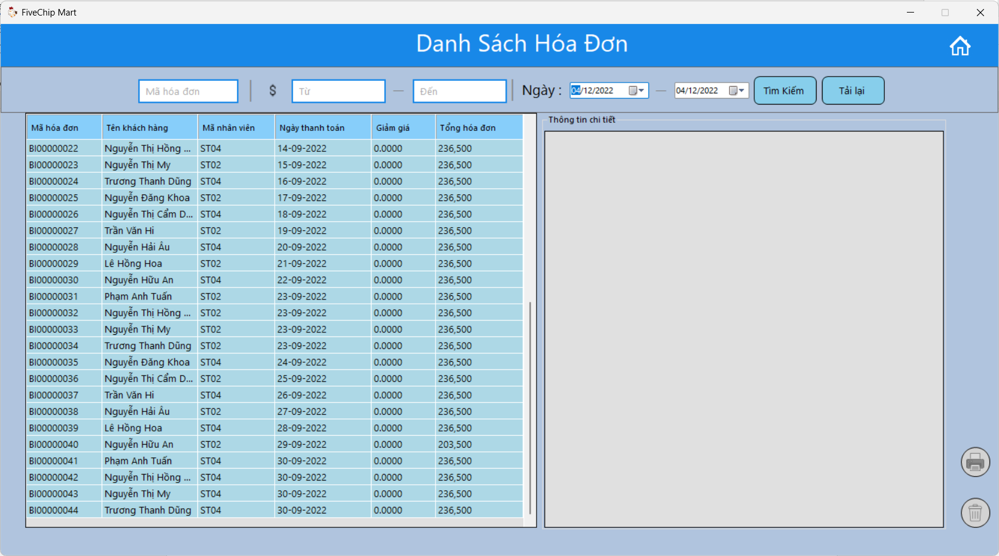 FiveChip Mart
Danh Sách Hóa Đơn
Mã hóa đơn $ Từ — Đến Ngày : 04/12/2022 — 04/12/2022 Tìm Kiếm Tải lại
Mã hóa đơn Tên khách hàng Mã nhân viên Ngày thanh toán Giảm giá Tổng hóa đơn
BI00000022 Nguyễn Thị Hồng ... ST04 14-09-2022 0.0000 236,500
BI00000023 Nguyễn Thị My ST02 15-09-2022 0.0000 236,500
BI00000024 Trương Thanh Dũng ST04 16-09-2022 0.0000 236,500
BI00000025 Nguyễn Đăng Khoa ST02 17-09-2022 0.0000 236,500
BI00000026 Nguyễn Thị Cẩm D... ST04 18-09-2022 0.0000 236,500
BI00000027 Trần Văn Hi ST02 19-09-2022 0.0000 236,500
BI00000028 Nguyễn Hải Âu ST04 20-09-2022 0.0000 236,500
BI00000029 Lê Hồng Hoa ST02 21-09-2022 0.0000 236,500
BI00000030 Nguyễn Hữu An ST04 22-09-2022 0.0000 236,500
BI00000031 Phạm Anh Tuấn ST02 23-09-2022 0.0000 236,500
BI00000032 Nguyễn Thị Hồng ... ST02 23-09-2022 0.0000 236,500
BI00000033 Nguyễn Thị My ST02 23-09-2022 0.0000 236,500
BI00000034 Trương Thanh Dũng ST02 23-09-2022 0.0000 236,500
BI00000035 Nguyễn Đăng Khoa ST04 24-09-2022 0.0000 236,500
BI00000036 Nguyễn Thị Cẩm D... ST02 25-09-2022 0.0000 236,500
BI00000037 Trần Văn Hi ST04 26-09-2022 0.0000 236,500
BI00000038 Nguyễn Hải Âu ST02 27-09-2022 0.0000 236,500
BI00000039 Lê Hồng Hoa ST04 28-09-2022 0.0000 236,500
BI00000040 Nguyễn Hữu An ST02 29-09-2022 0.0000 203,500
BI00000041 Phạm Anh Tuấn ST04 30-09-2022 0.0000 236,500
BI00000042 Nguyễn Thị Hồng ... ST04 30-09-2022 0.0000 236,500
BI00000043 Nguyễn Thị My ST04 30-09-2022 0.0000 236,500
BI00000044 Trương Thanh Dũng ST04 30-09-2022 0.0000 236,500
Thông tin chi tiết